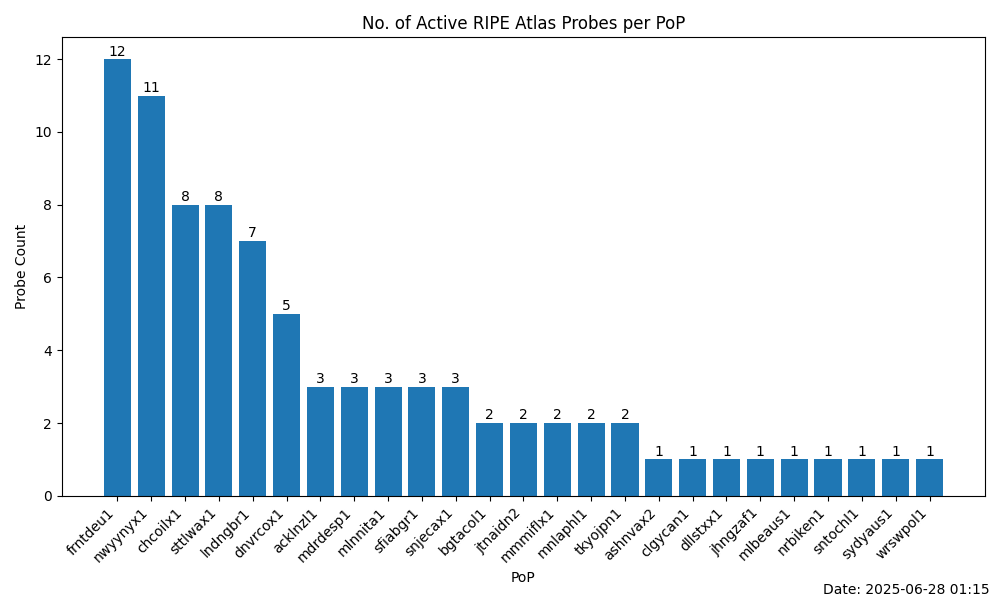 No. of Active RIPE Atlas Probes per PoP
Probe Count
12
10
8
6
4
2
0
12
11
8
8
7
5
3
3
3
3
3
2
2
2
2
2
1
1
1
1
1
1
1
1
1
frntdeu1
nwyynyx1
chcoilx1
sttlwax1
lndngbr1
dnvrcox1
acklnzl1
mdrdesp1
mlnnita1
sfiabgr1
snjecax1
bgtacol1
jtnaidn2
mmmiflx1
mnlaphl1
tkyojpn1
ashnvax2
clgycan1
dllstxx1
jhngzaf1
mlbeaus1
nrbiken1
sntochl1
sydyaus1
wrswpol1
PoP
Date: 2025-06-28 01:15